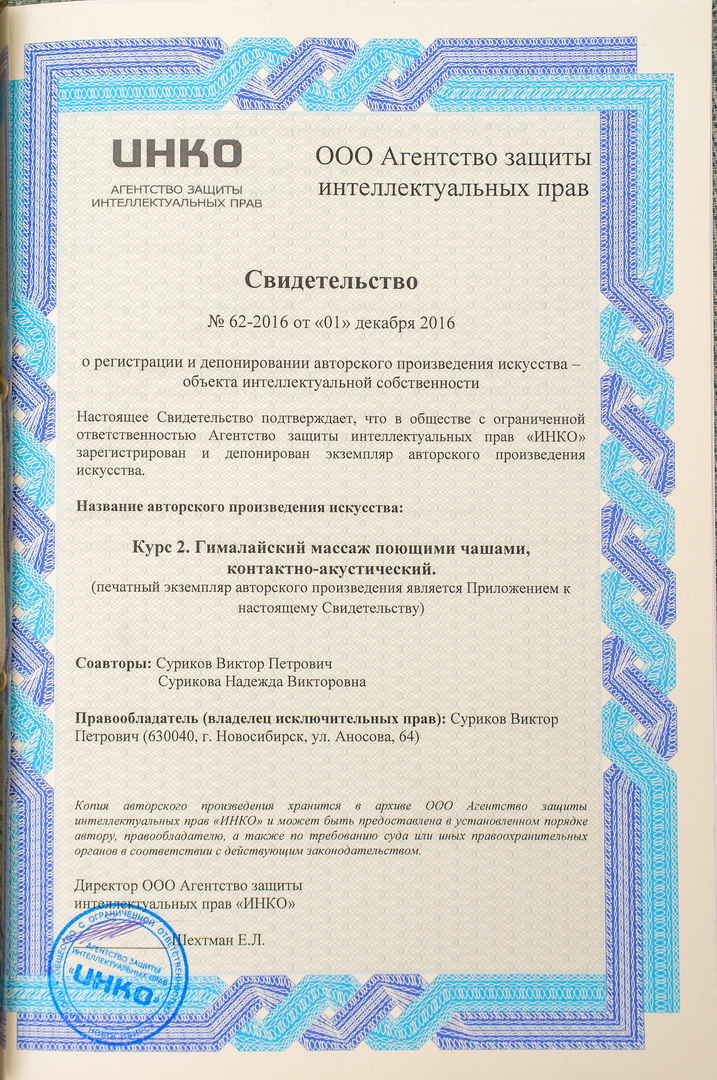 ИНКО
АГЕНТСТВО ЗАЩИТЫ
ИНТЕЛЛЕКТУАЛЬНЫХ ПРАВ
ООО Агентство защиты
интеллектуальных прав
Свидетельство
№ 62-2016 от «01» декабря 2016
о регистрации и депонировании авторского произведения искусства –
объекта интеллектуальной собственности
Настоящее Свидетельство подтверждает, что в обществе с ограниченной
ответственностью Агентство защиты интеллектуальных прав «ИНКО»
зарегистрирован и депонирован экземпляр авторского произведения
искусства.
Название авторского произведения искусства:
Курс 2. Гималайский массаж поющими чашами,
контактно-акустический.
(печатный экземпляр авторского произведения является Приложением к
настоящему Свидетельству)
Соавторы: Суриков Виктор Петрович
Сурикова Надежда Викторовна
Правообладатель (владелец исключительных прав): Суриков Виктор
Петрович (630040, г. Новосибирск, ул. Аносова, 64)
Копия авторского произведения хранится в архиве ООО Агентство защиты
интеллектуальных прав «ИНКО» и может быть предоставлена в установленном порядке
автору, правообладателю, а также по требованию суда или иных правоохранительных
органов в соответствии с действующим законодательством.
Директор ООО Агентство защиты
интеллектуальных прав «ИНКО»
Шехтман Е.Л.
ОБЩЕСТВО С ОГРАНИЧЕННОЙ ОТВЕТСТВЕННОСТЬЮ
АГЕНТСТВО ЗАЩИТЫ
ИНТЕЛЛЕКТУАЛЬНЫХ ПРАВ
"ИНКО"